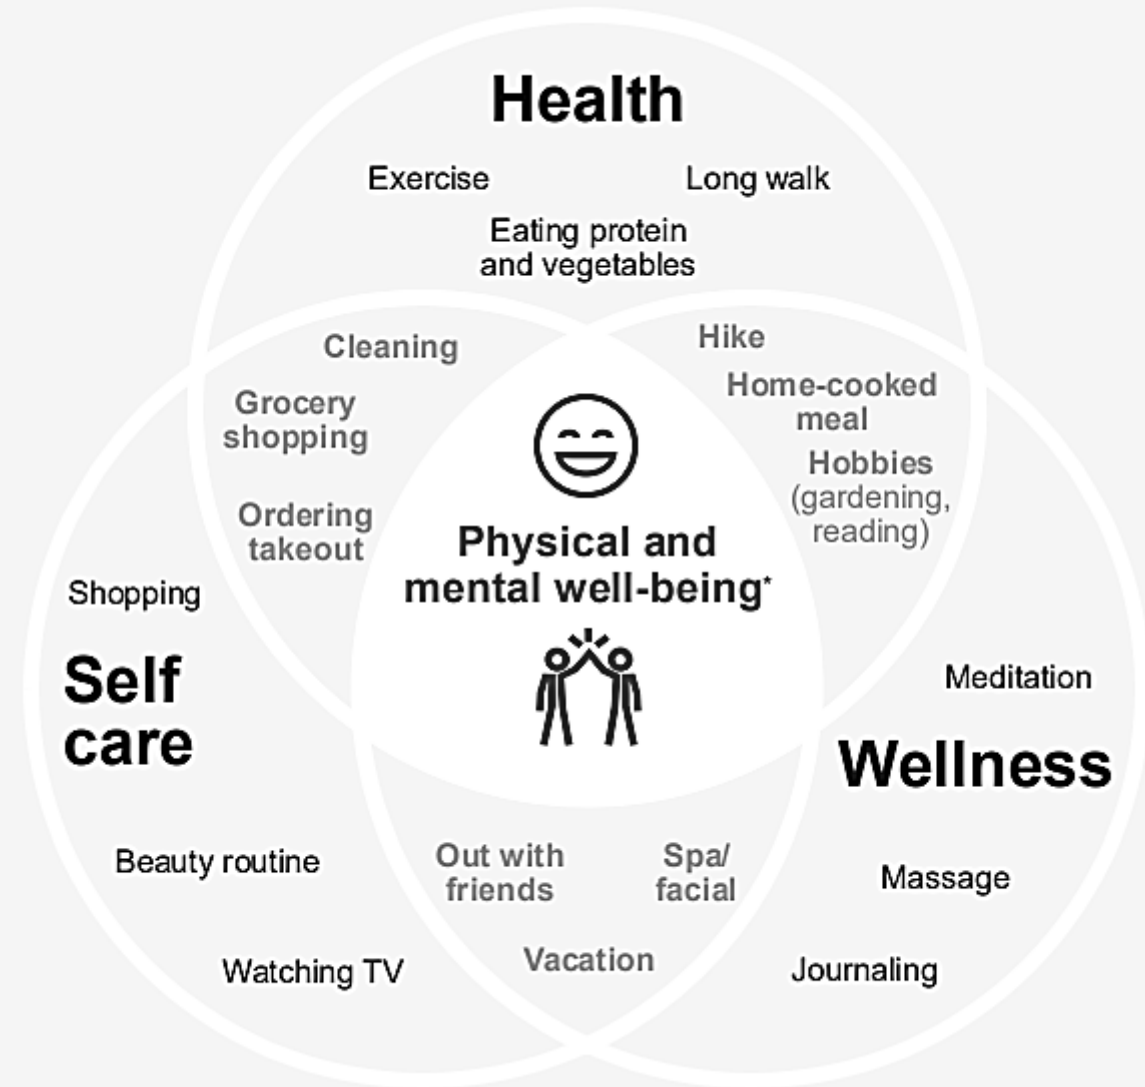 Health
Exercise
Long walk
Eating protein
and vegetables
Cleaning
Hike
Grocery
shopping
Home-cooked
meal
Hobbies
(gardening,
reading)
Ordering
takeout
Physical and
mental well-being*
Shopping
Self
care
Meditation
Wellness
Beauty routine
Out with
friends
Spa/
facial
Massage
Watching TV
Vacation
Journaling